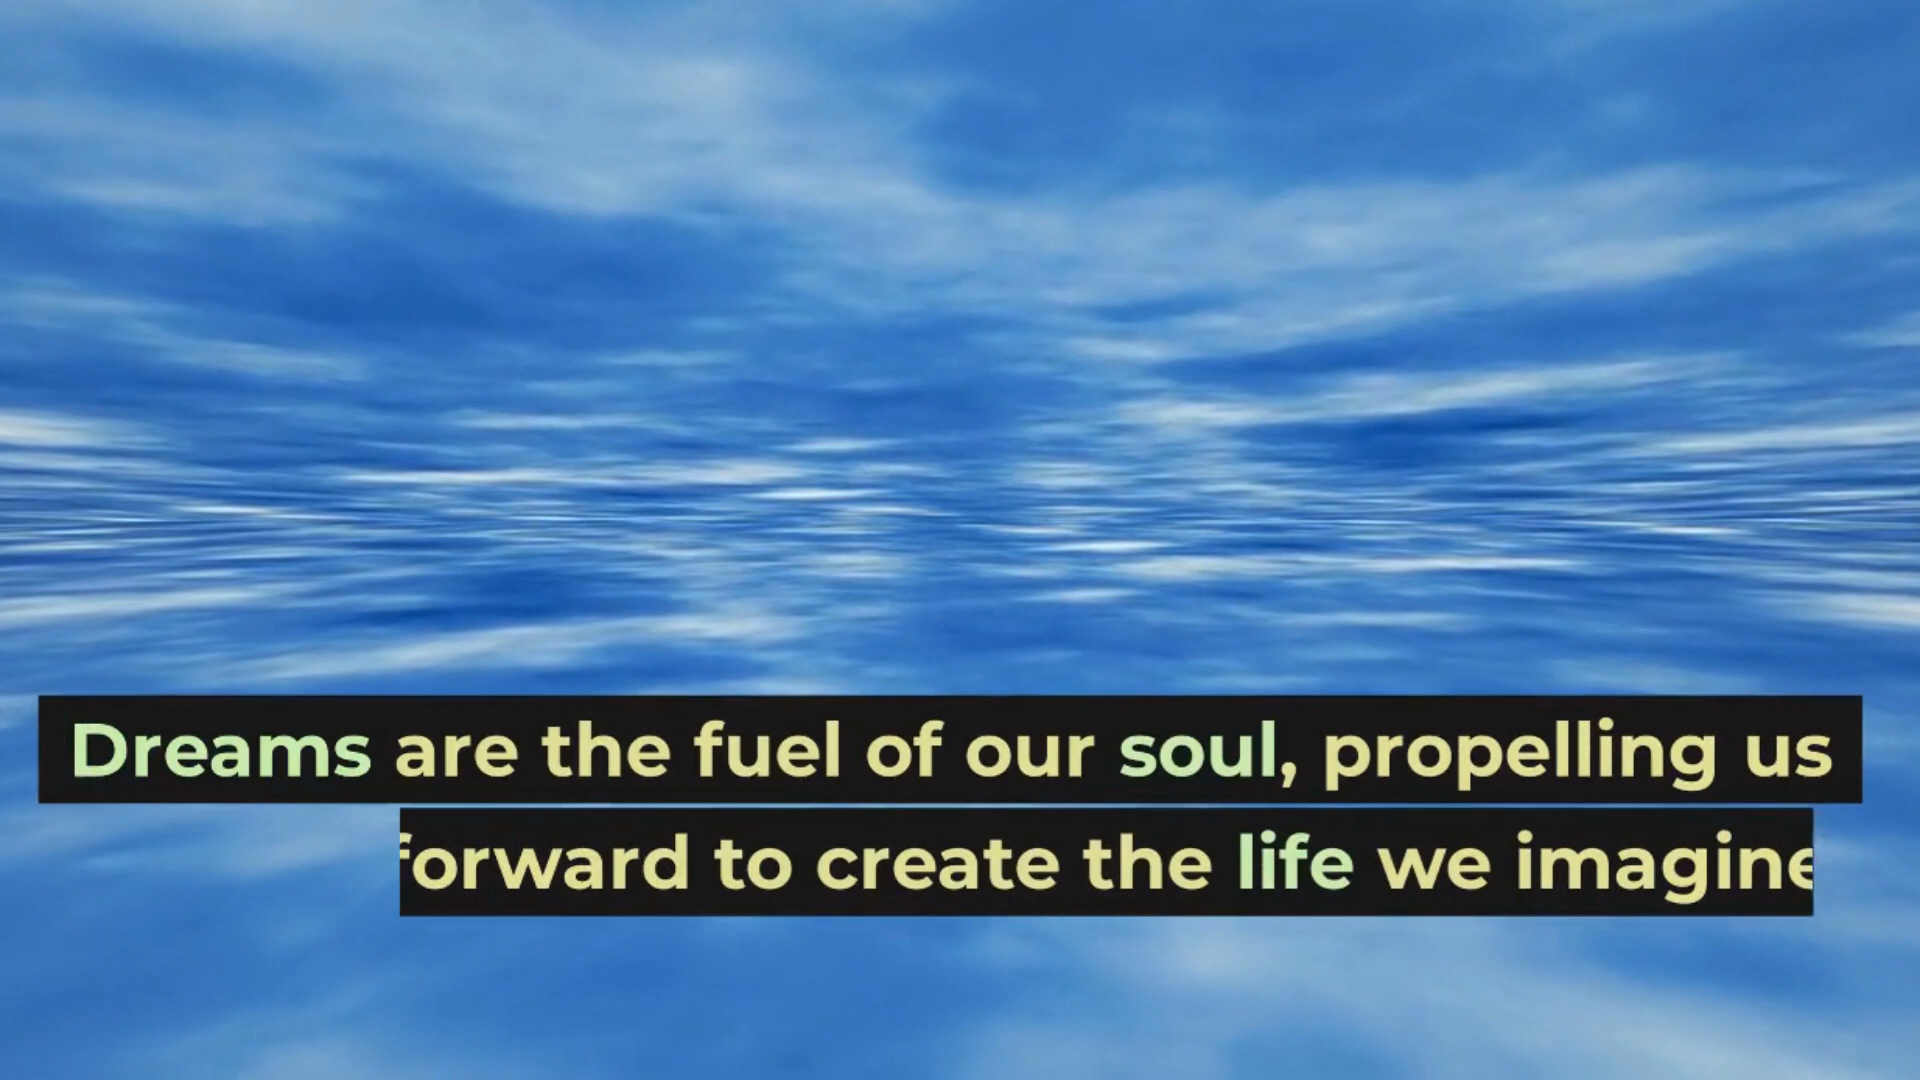 Dreams are the fuel of our soul, propelling us
forward to create the life we imagine